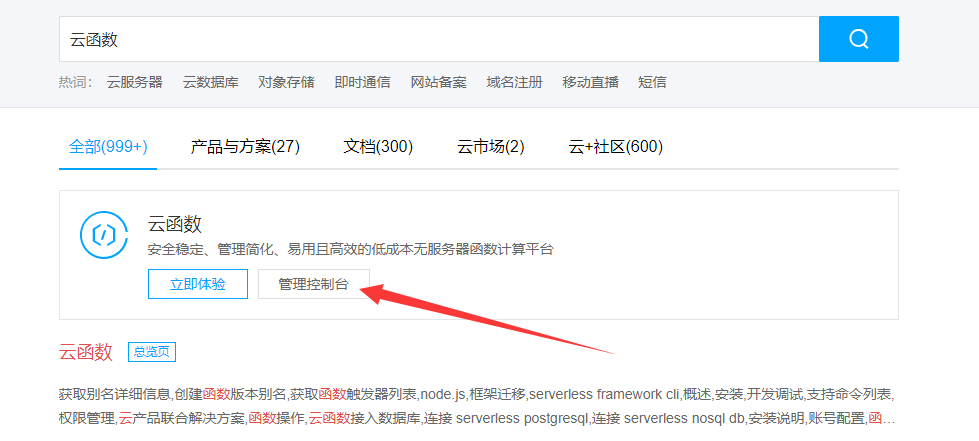 云函数
热词： 云服务器 云数据库 对象存储 即时通信 网站备案 域名注册 移动直播 短信
全部(999+) 产品与方案(27) 文档(300) 云市场(2) 云+社区(600)
云函数
安全稳定、管理简化、易用且高效的低成本无服务器函数计算平台
立即体验 管理控制台
云函数 总览页
获取别名详细信息,创建函数版本别名,获取函数触发器列表,node.js,框架迁移,serverless framework cli,概述,安装,开发调试,支持命令列表,
权限管理,云产品联合解决方案,函数操作,云函数接入数据库,连接 serverless postgresql,连接 serverless nosql db,安装说明,账号配置,函...